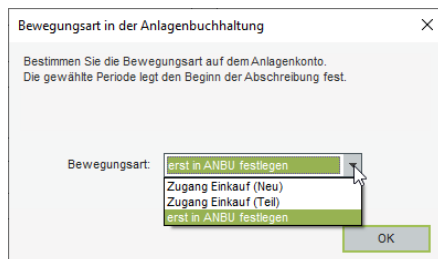 Bewegungsart in der Anlagenbuchhaltung
Bestimmen Sie die Bewegungsart auf dem Anlagenkonto.
Die gewählte Periode legt den Beginn der Abschreibung fest.
Bewegungsart: erst in ANBU festlegen
Zugang Einkauf (Neu)
Zugang Einkauf (Teil)
erst in ANBU festlegen
OK